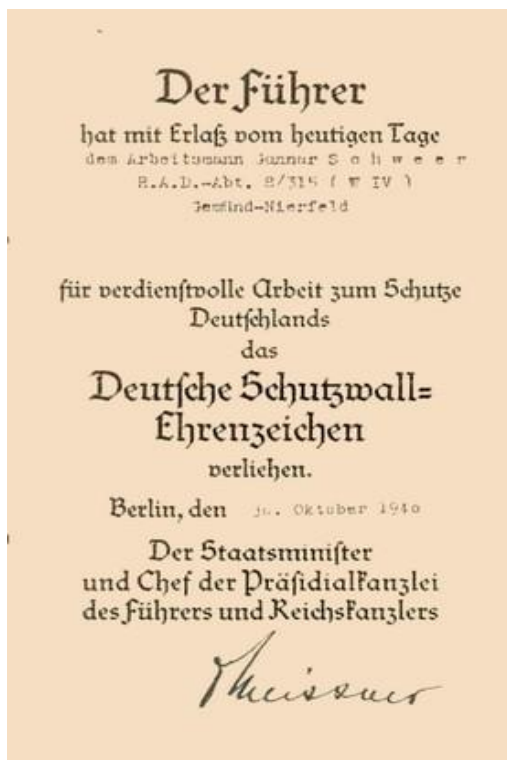 Der Führer
hat mit Erlaß vom heutigen Tage
dem Arbeitsmann Gunnar S c h w e e r
R.A.D.-Abt. 8/315 ( W IV )
Gemünd-Nierfeld
für verdienstvolle Arbeit zum Schutze
Deutschlands
das
Deutsche Schutzwall=
Ehrenzeichen
verliehen.
Berlin, den Oktober 1940
Der Staatsminister
und Chef der Präsidialkanzlei
des Führers und Reichskanzlers
Meissner